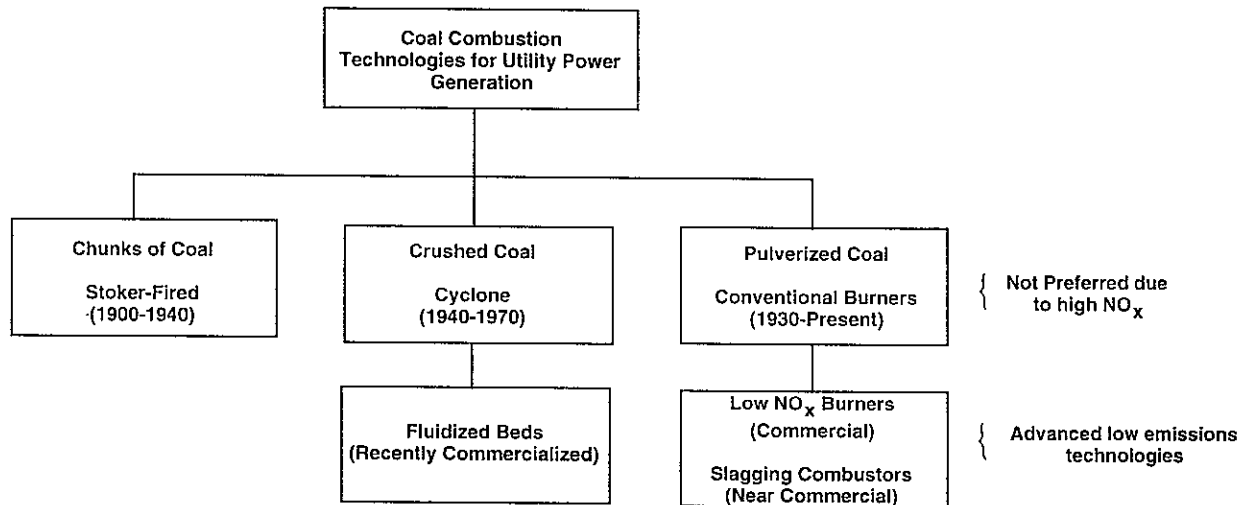 Coal Combustion
Technologies for Utility Power
Generation
Chunks of Coal
Stoker-Fired
(1900-1940)
Crushed Coal
Cyclone
(1940-1970)
Pulverized Coal
Conventional Burners
(1930-Present)
{ Not Preferred due
to high NOx
Fluidized Beds
(Recently Commercialized)
Low NOx Burners
(Commercial)
Slagging Combustors
(Near Commercial)
{ Advanced low emissions
technologies